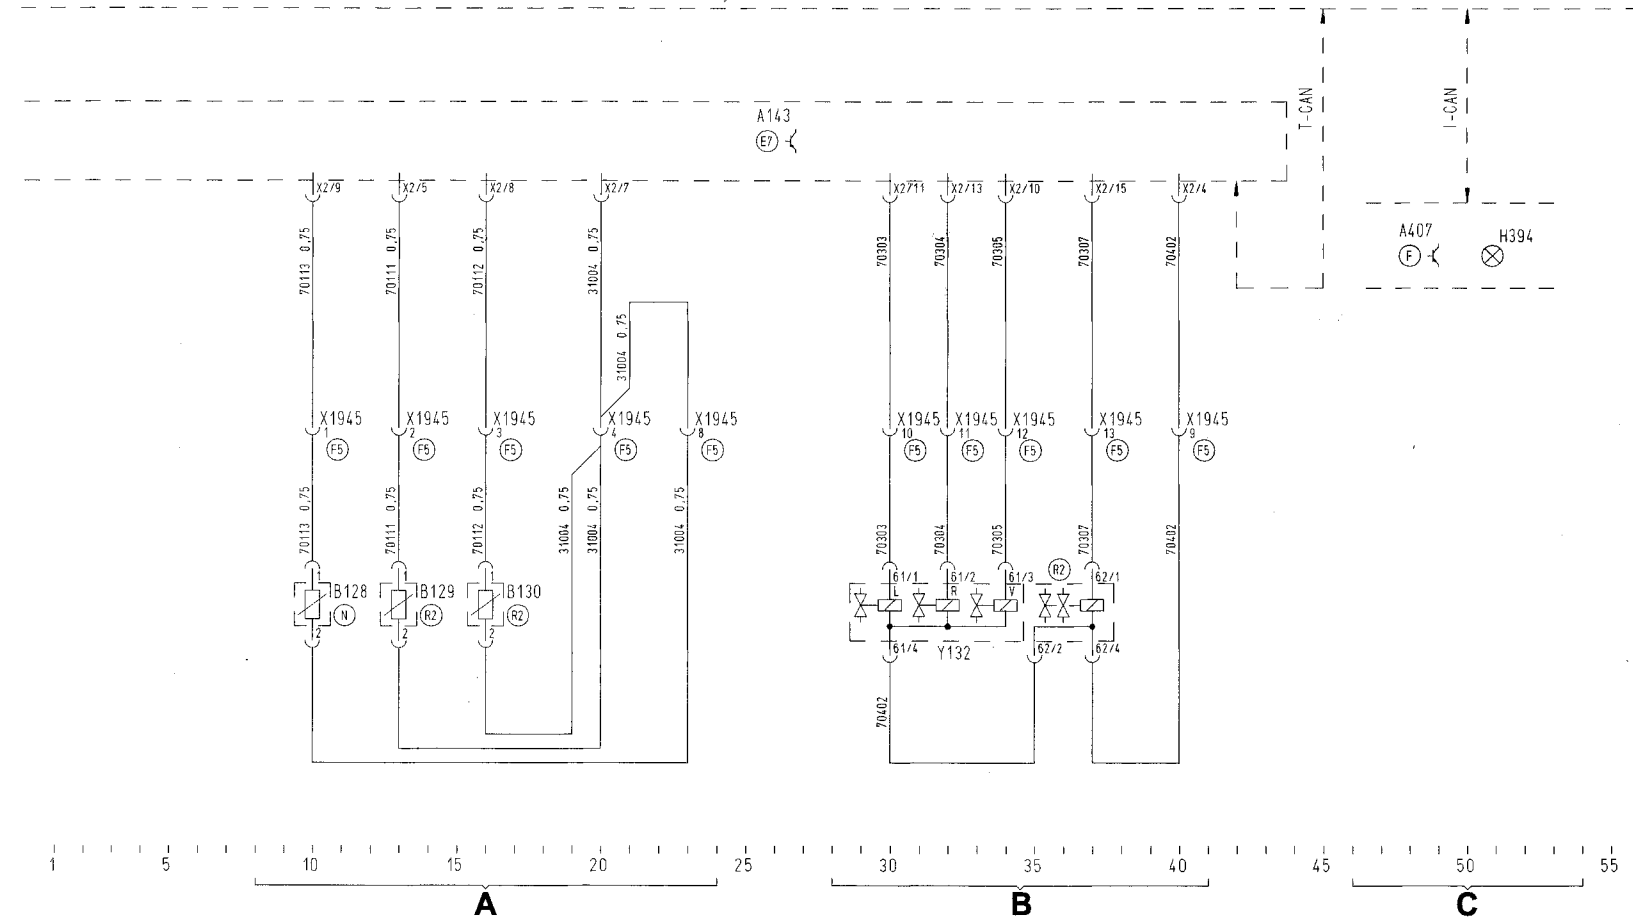 T-CAN
I-CAN
A143
E7
X2/9
X2/5
X2/8
X2/7
X2/11
X2/13
X2/10
X2/15
X2/4
A407
F
H394
70113 0,75
70111 0,75
70112 0,75
31004 0,75
70303
70304
70305
70307
70402
31004 0,75
X1945
1
F5
X1945
2
F5
X1945
3
F5
X1945
4
F5
X1945
8
F5
X1945
10
F5
X1945
11
F5
X1945
12
F5
X1945
13
F5
X1945
9
F5
70113 0,75
70111 0,75
70112 0,75
31004 0,75
31004 0,75
31004 0,75
70303
70304
70305
70307
70402
1
B128
N
2
1
B129
R2
2
1
B130
R2
2
61/1
L
61/2
R
61/3
V
R2
62/1
61/4
Y132
62/2
62/4
70402
1 5 10 15 20 25 30 35 40 45 50 55
A B C